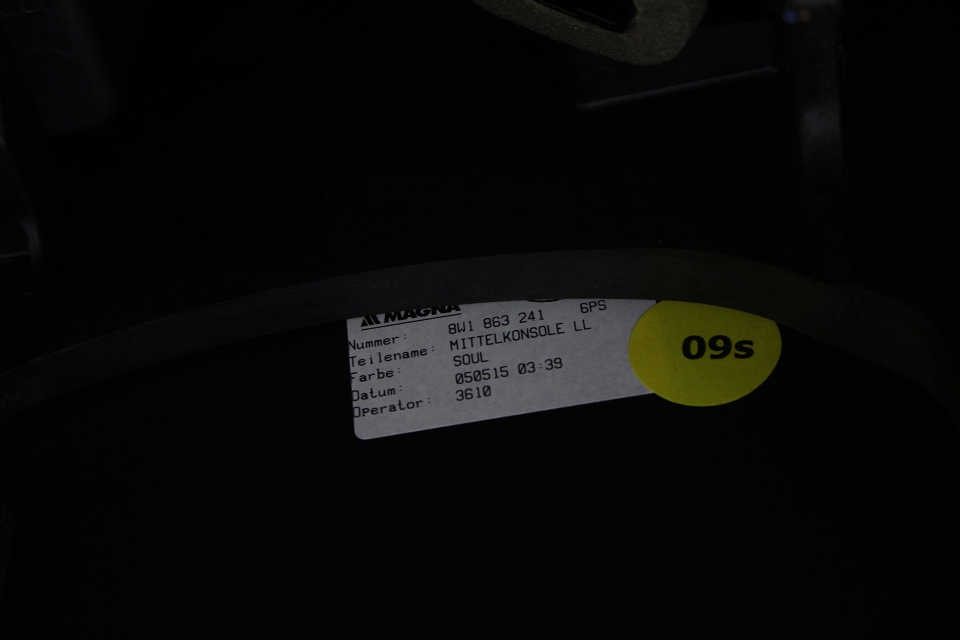 MAGNA
Nummer: 8W1 863 241 6PS
Teilename: MITTELKONSOLE LL
Farbe: SOUL
Datum: 050515 03:39
Operator: 3610
09s